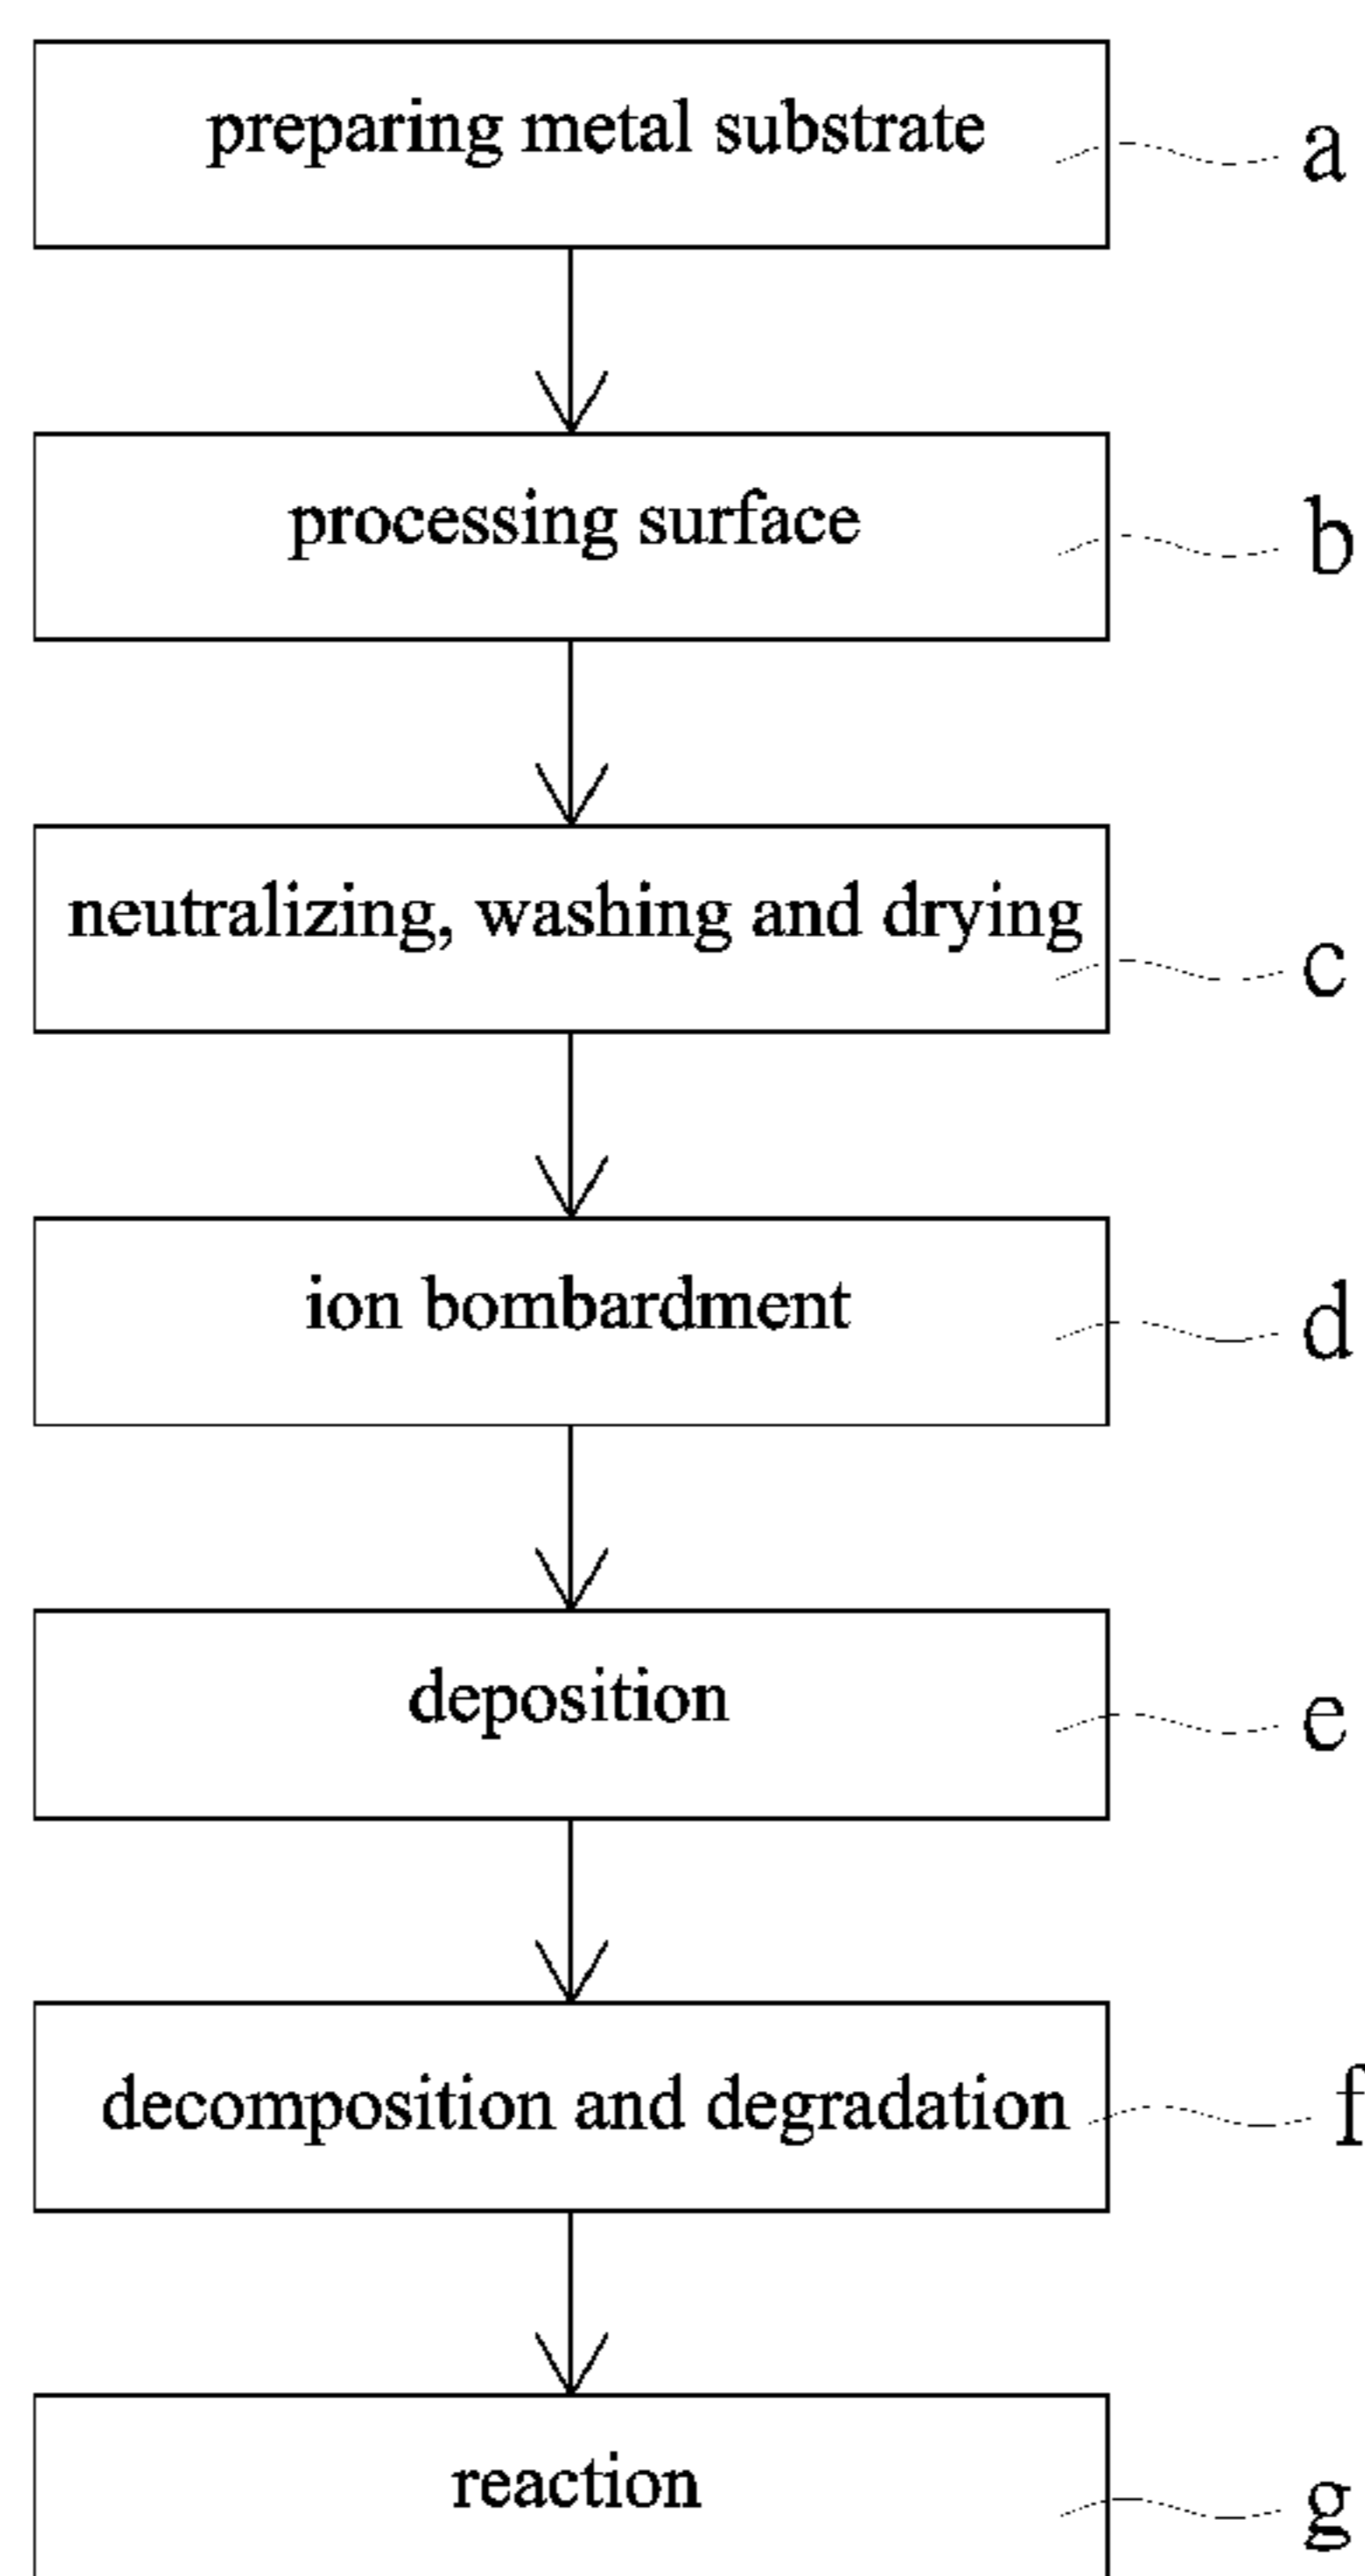 preparing metal substrate
a
processing surface
b
neutralizing, washing and drying
c
ion bombardment
d
deposition
e
decomposition and degradation
f
reaction
g